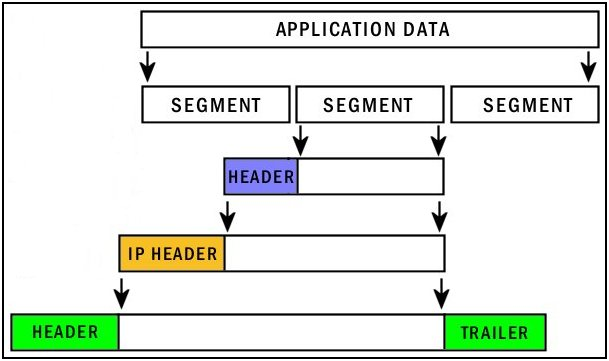 APPLICATION DATA
SEGMENT SEGMENT SEGMENT
HEADER
IP HEADER
HEADER TRAILER